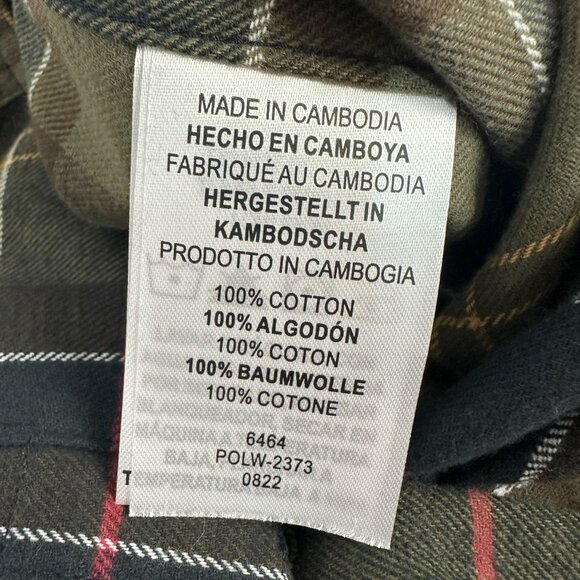 MADE IN CAMBODIA
HECHO EN CAMBOYA
FABRIQUÉ AU CAMBODIA
HERGESTELLT IN
KAMBODSCHA
PRODOTTO IN CAMBOGIA
100% COTTON
100% ALGODÓN
100% COTON
100% BAUMWOLLE
100% COTONE
6464
POLW-2373
0822